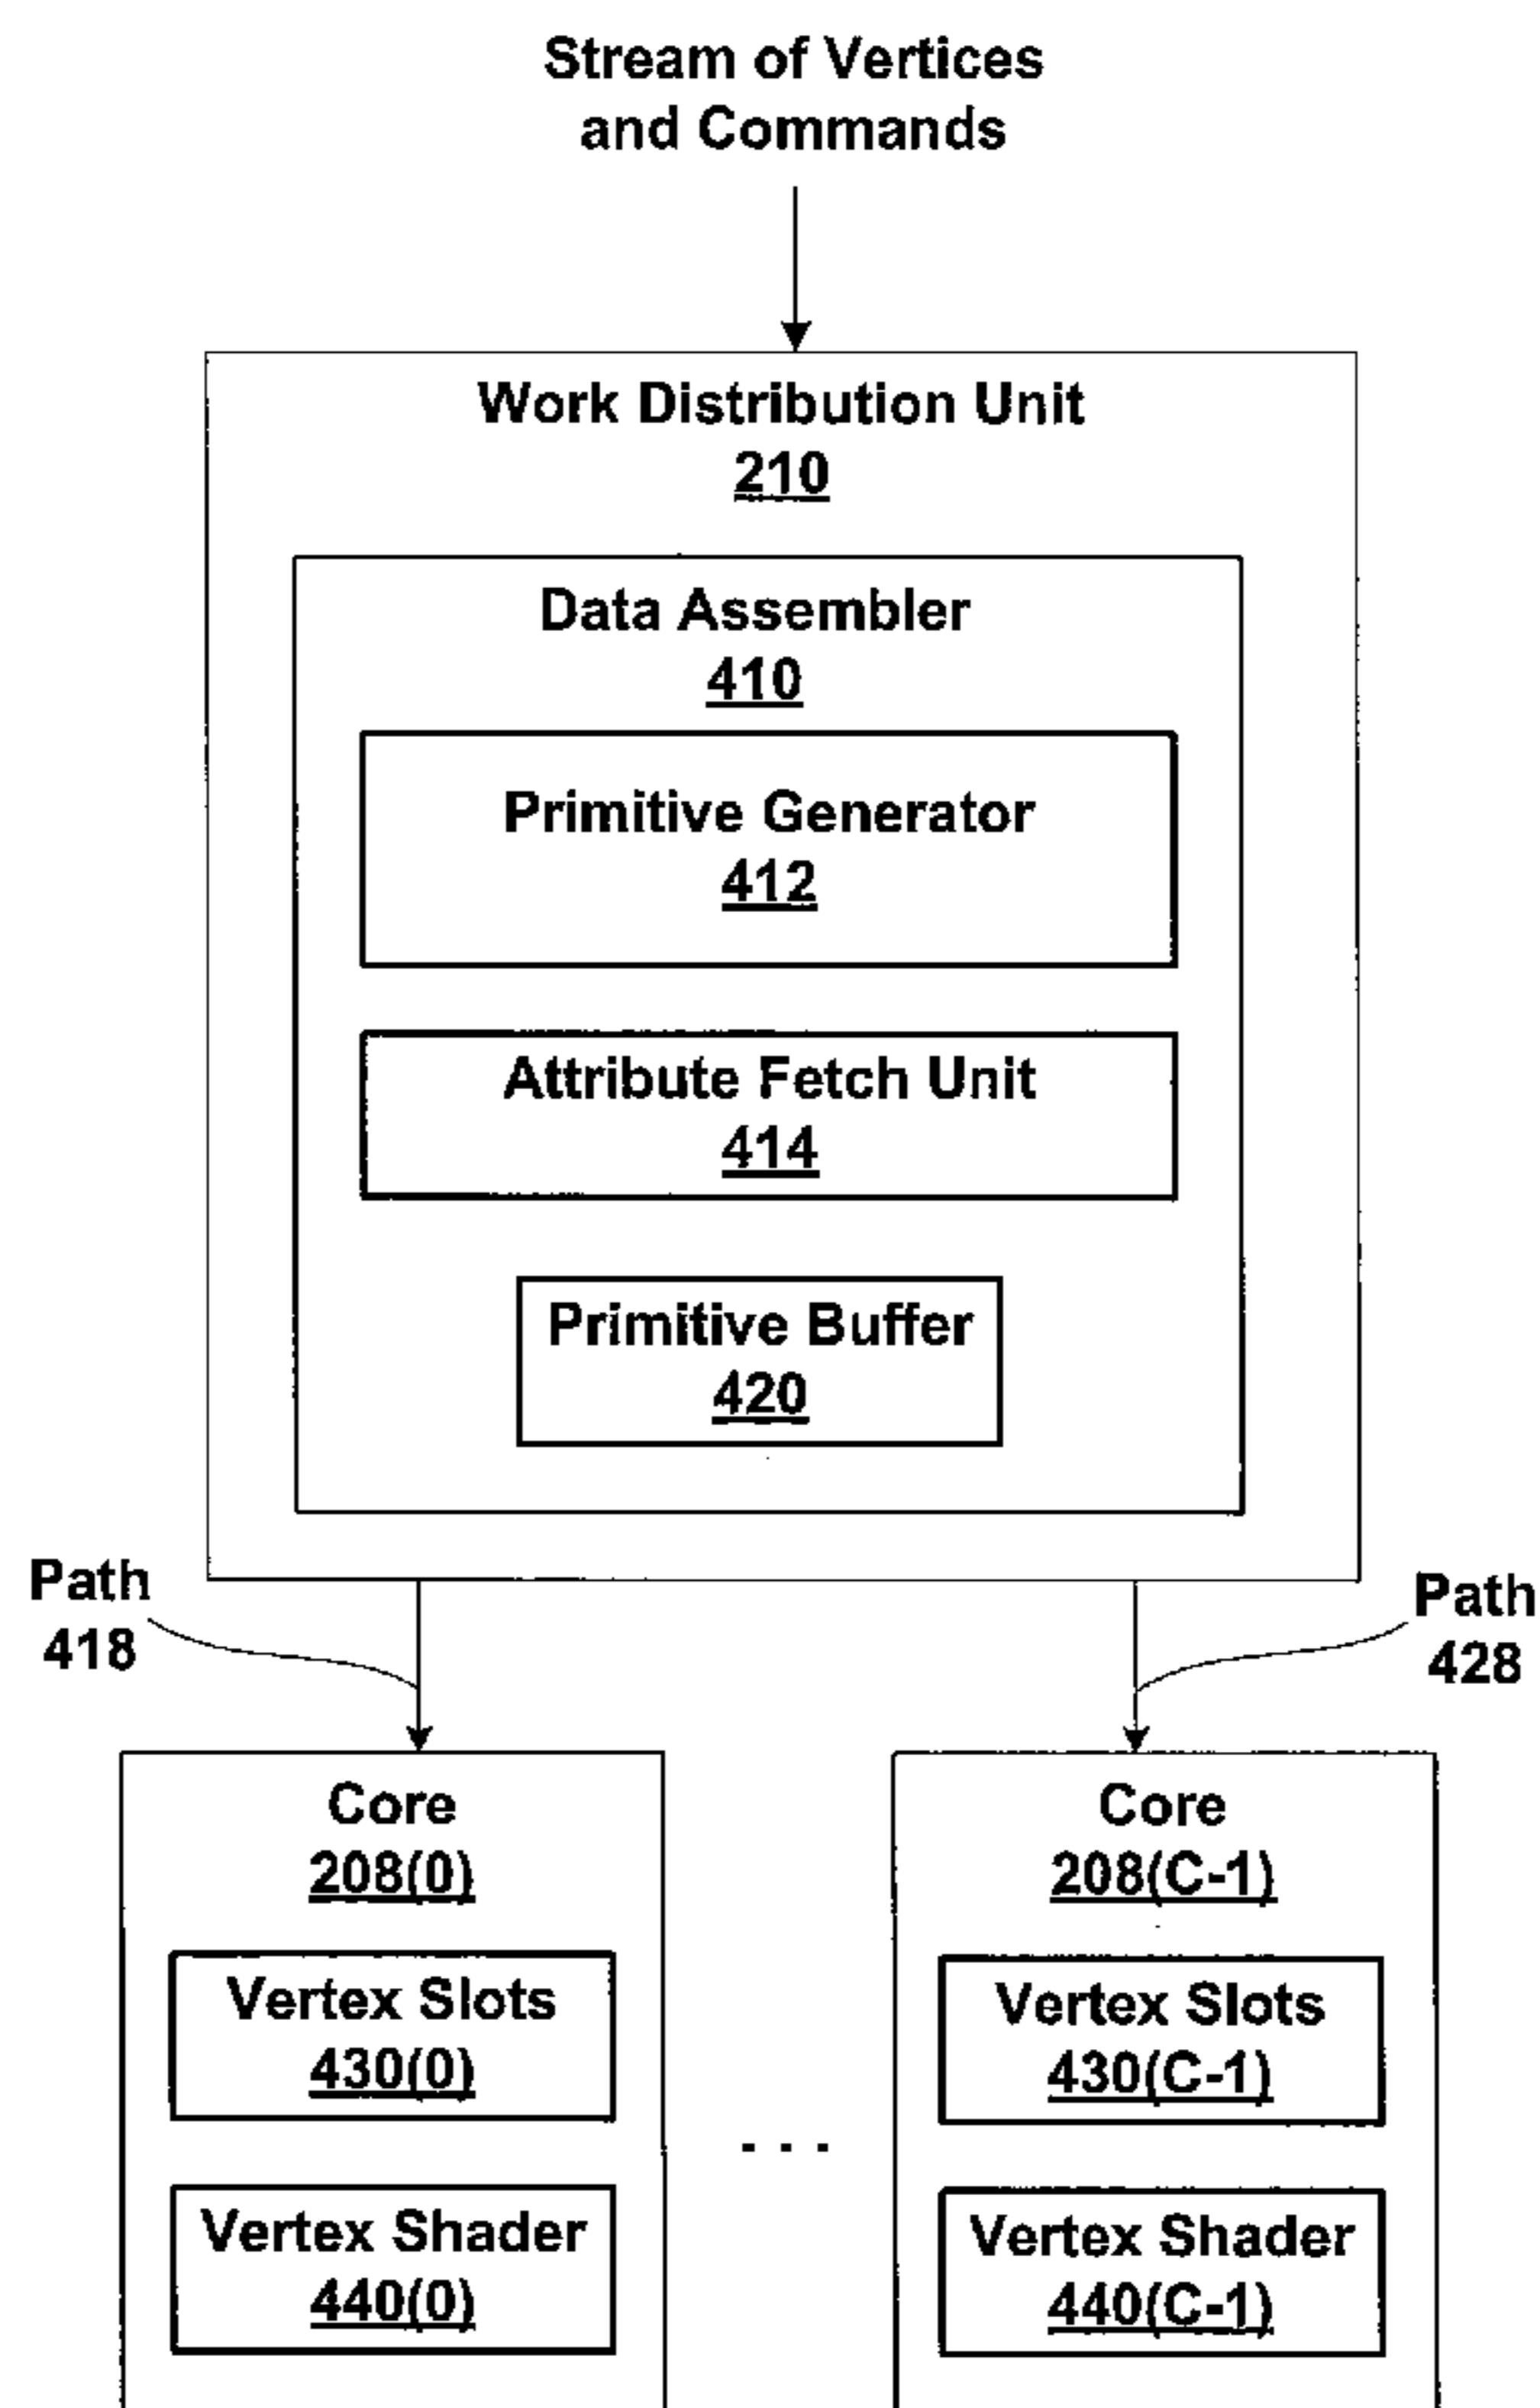 Stream of Vertices
and Commands
Work Distribution Unit
210
Data Assembler
410
Primitive Generator
412
Attribute Fetch Unit
414
Primitive Buffer
420
Path
418
Path
428
Core
208(0)
Vertex Slots
430(0)
Vertex Shader
440(0)
. . .
Core
208(C-1)
Vertex Slots
430(C-1)
Vertex Shader
440(C-1)